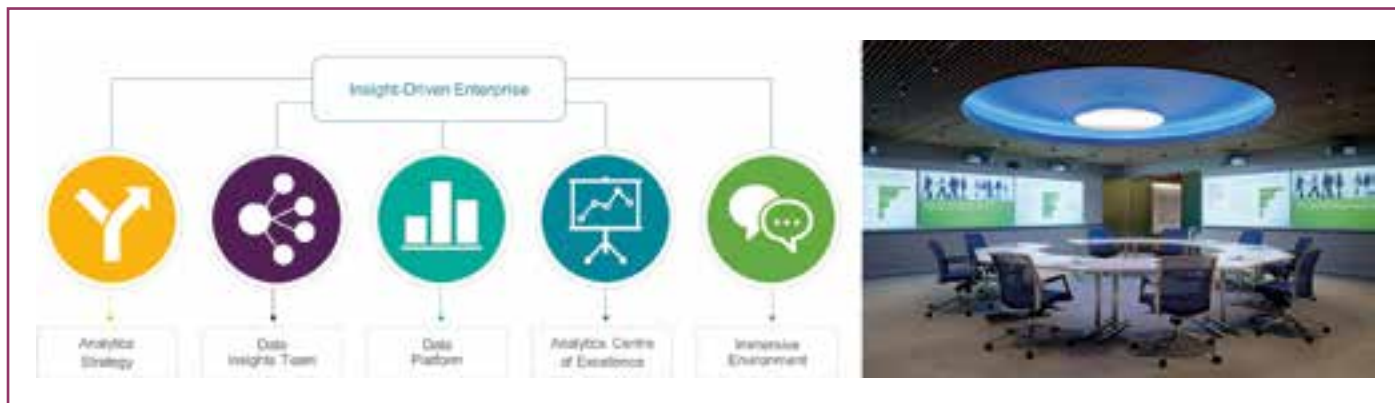 Insight-Driven Enterprise
Analytics
Strategy
Data
Insights Team
Data
Platform
Analytics Centre
of Excellence
Immersive
Environment